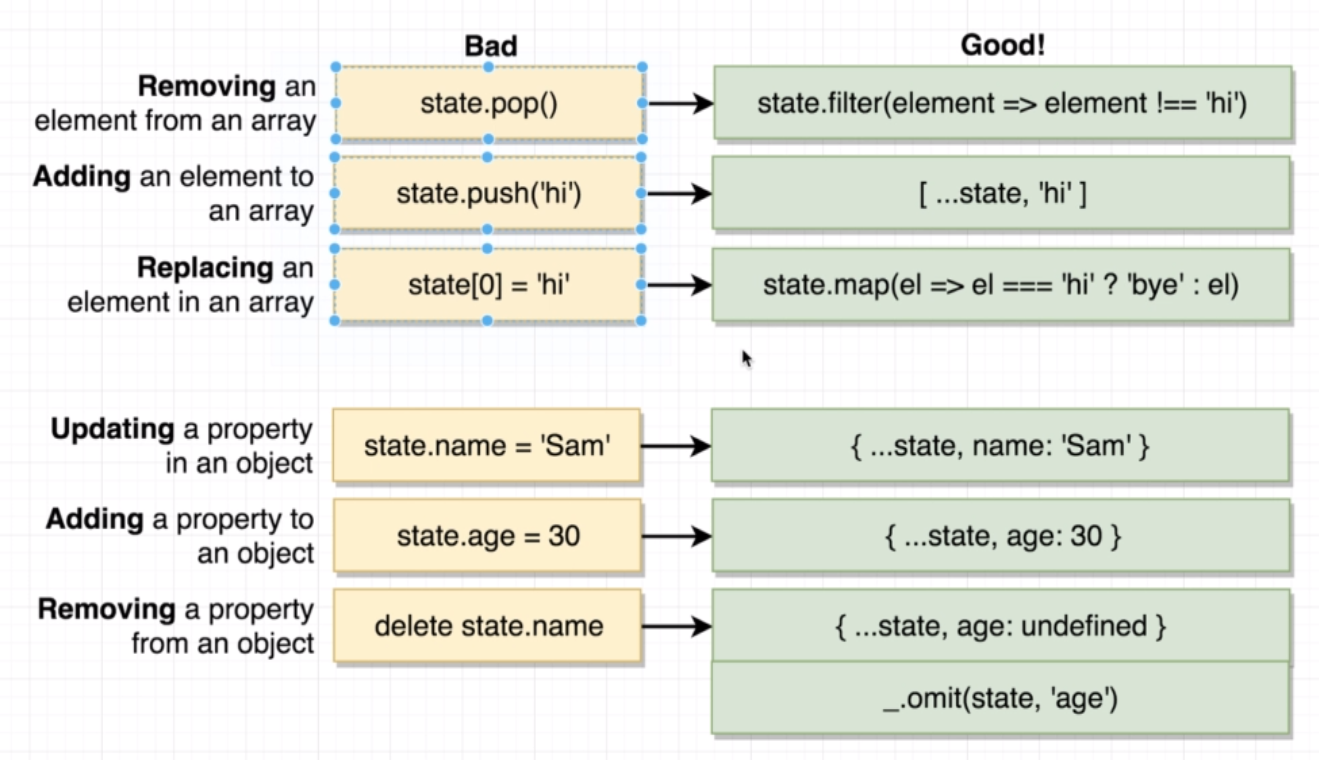 Bad
Good!
Removing an
element from an array
state.pop()
state.filter(element => element !== 'hi')
Adding an element to
an array
state.push('hi')
[ ...state, 'hi' ]
Replacing an
element in an array
state[0] = 'hi'
state.map(el => el === 'hi' ? 'bye' : el)
Updating a property
in an object
state.name = 'Sam'
{ ...state, name: 'Sam' }
Adding a property to
an object
state.age = 30
{ ...state, age: 30 }
Removing a property
from an object
delete state.name
{ ...state, age: undefined }
_.omit(state, 'age')